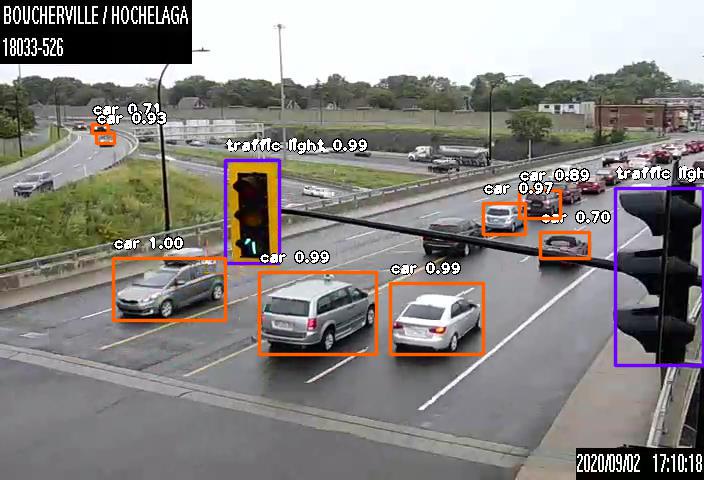 BOUCHERVILLE / HOCHELAGA
18033-526
car 0.71
car 0.93
traffic light 0.99
car 0.89
traffic ligh
car 0.97
car 0.70
car 1.00
car 0.99
car 0.99
2020/09/02 17:10:18